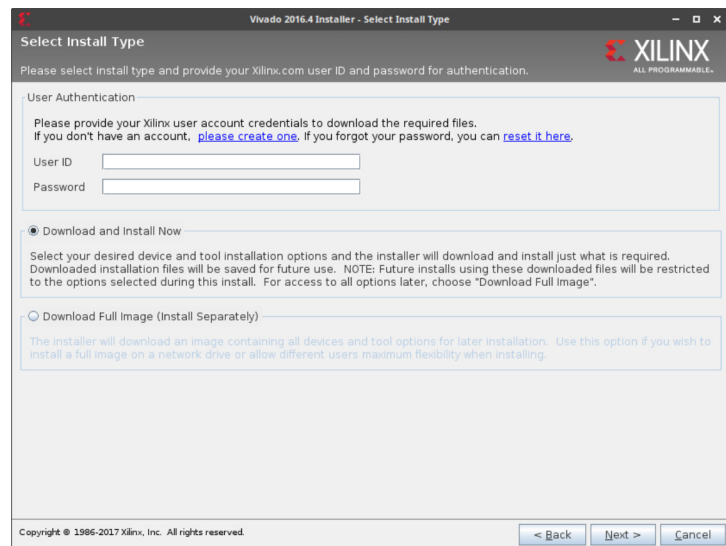 Vivado 2016.4 Installer - Select Install Type
Select Install Type
XILINX
ALL PROGRAMMABLE.
Please select install type and provide your Xilinx.com user ID and password for authentication.
User Authentication
Please provide your Xilinx user account credentials to download the required files.
If you don't have an account, please create one. If you forgot your password, you can reset it here.
User ID
Password
Download and Install Now
Select your desired device and tool installation options and the installer will download and install just what is required.
Downloaded installation files will be saved for future use. NOTE: Future installs using these downloaded files will be restricted
to the options selected during this install. For access to all options later, choose "Download Full Image".
Download Full Image (Install Separately)
The installer will download an image containing all devices and tool options for later installation. Use this option if you wish to
install a full image on a network drive or allow different users maximum flexibility when installing.
Copyright © 1986-2017 Xilinx, Inc. All rights reserved.
< Back
Next >
Cancel